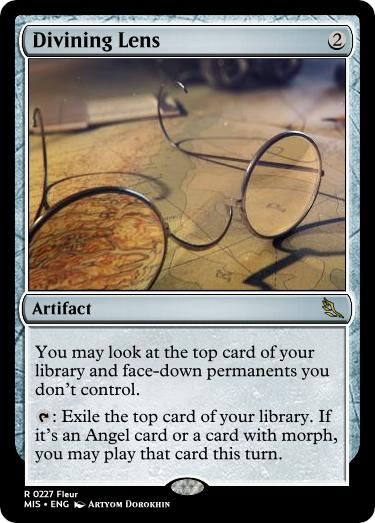 Divining Lens 2
Artifact
You may look at the top card of your
library and face-down permanents you
don't control.
: Exile the top card of your library. If
it's an Angel card or a card with morph,
you may play that card this turn.
R 0227 Fleur
MIS • ENG Artyom Dorokhin